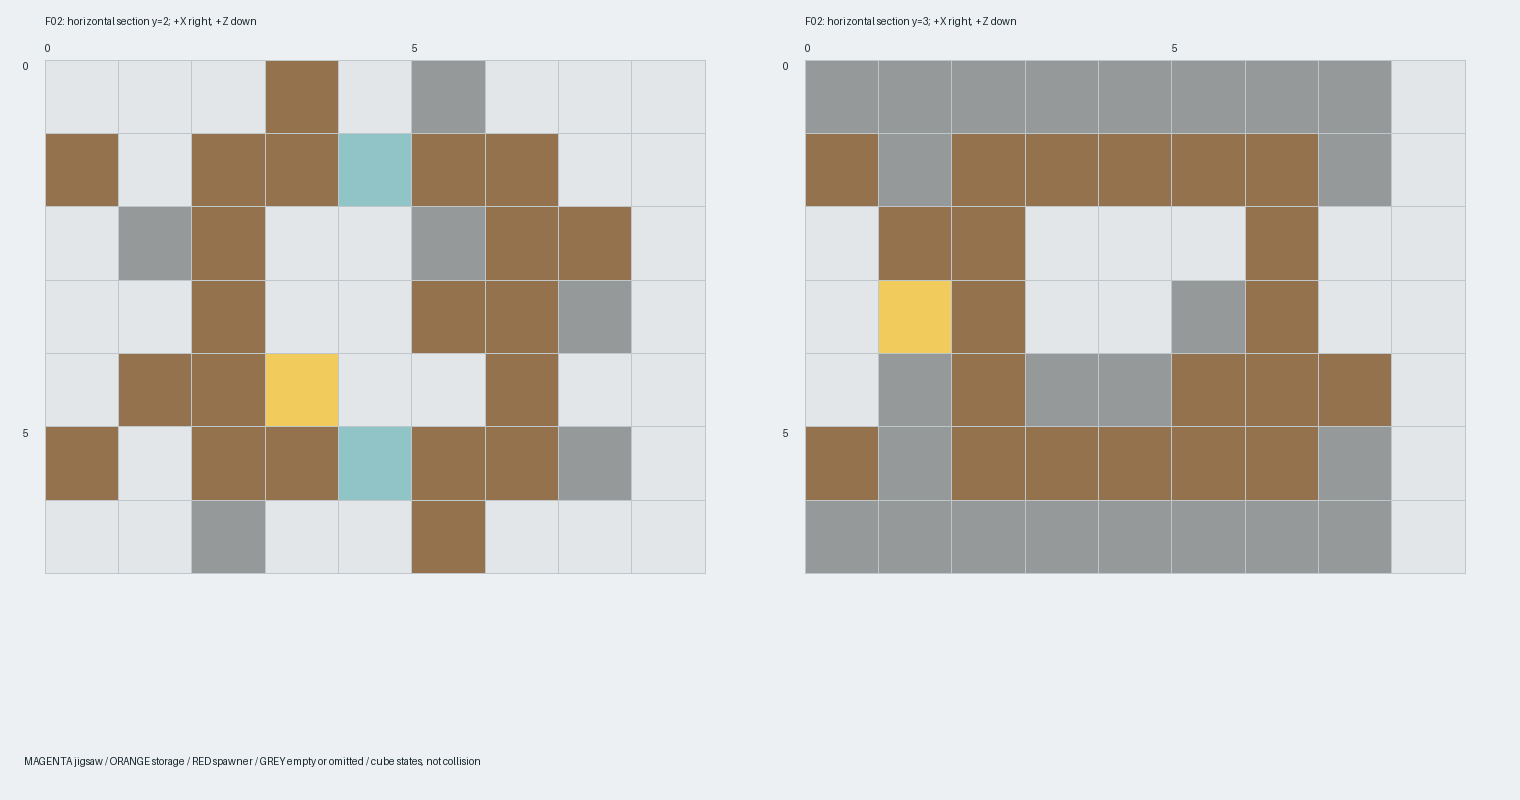 F02: horizontal section y=2; +X right, +Z down
F02: horizontal section y=3; +X right, +Z down
0 5
0 5
0
0
5
5
MAGENTA jigsaw / ORANGE storage / RED spawner / GREY empty or omitted / cube states, not collision